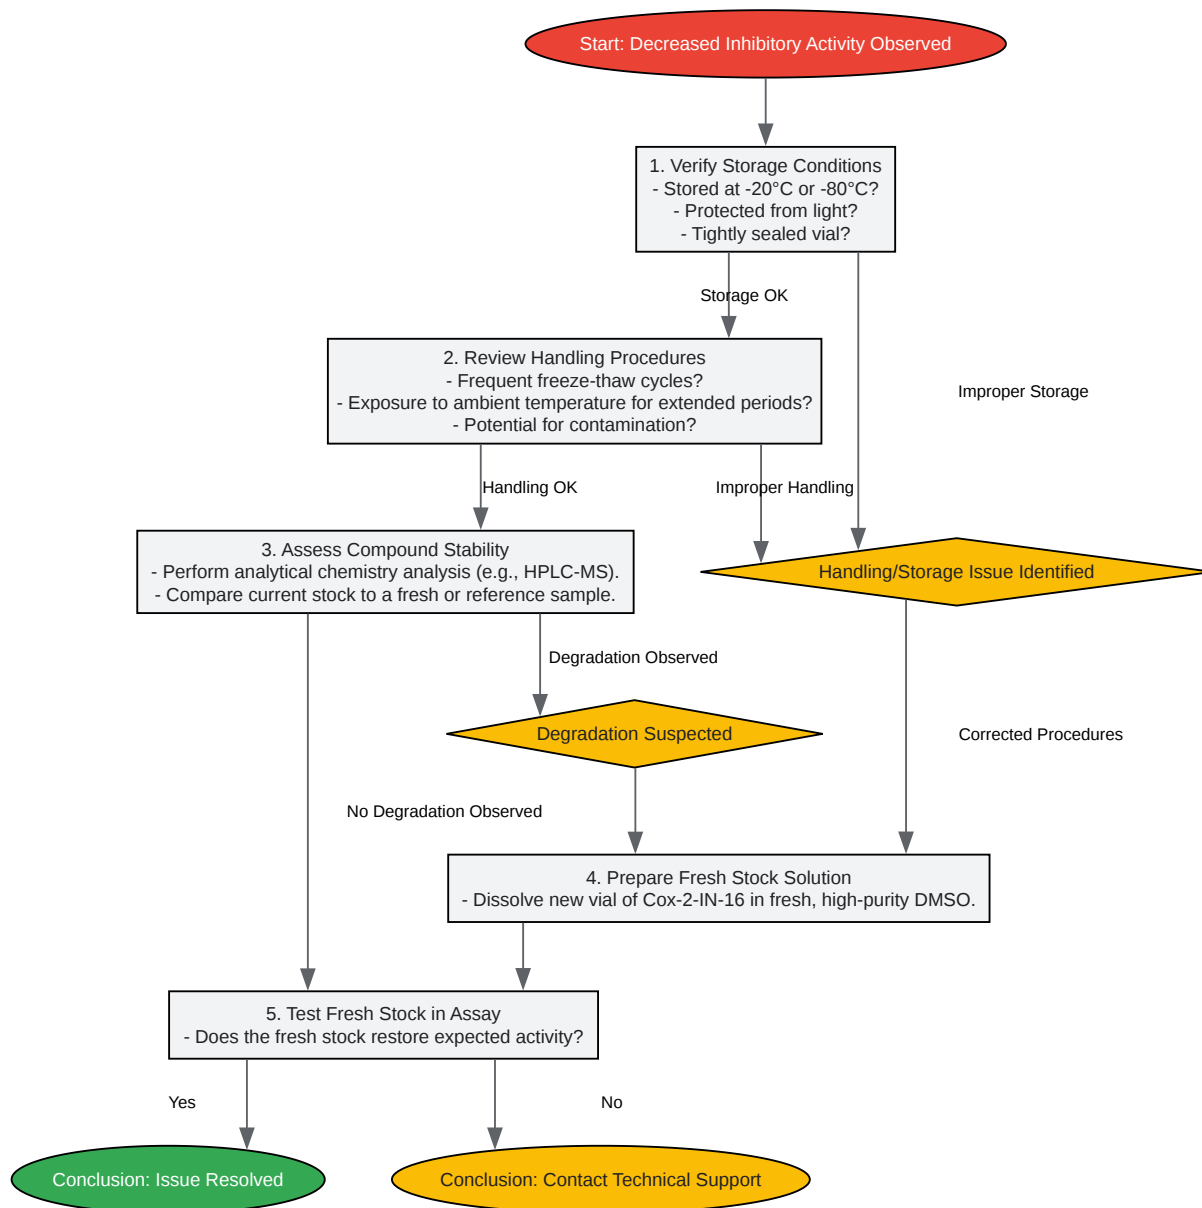 Start: Decreased Inhibitory Activity Observed
1. Verify Storage Conditions
- Stored at -20°C or -80°C?
- Protected from light?
- Tightly sealed vial?
Storage OK
2. Review Handling Procedures
- Frequent freeze-thaw cycles?
- Exposure to ambient temperature for extended periods?
- Potential for contamination?
Improper Storage
Handling OK
Improper Handling
3. Assess Compound Stability
- Perform analytical chemistry analysis (e.g., HPLC-MS).
- Compare current stock to a fresh or reference sample.
Handling/Storage Issue Identified
Degradation Observed
Degradation Suspected
Corrected Procedures
No Degradation Observed
4. Prepare Fresh Stock Solution
- Dissolve new vial of Cox-2-IN-16 in fresh, high-purity DMSO.
5. Test Fresh Stock in Assay
- Does the fresh stock restore expected activity?
Yes
No
Conclusion: Issue Resolved
Conclusion: Contact Technical Support